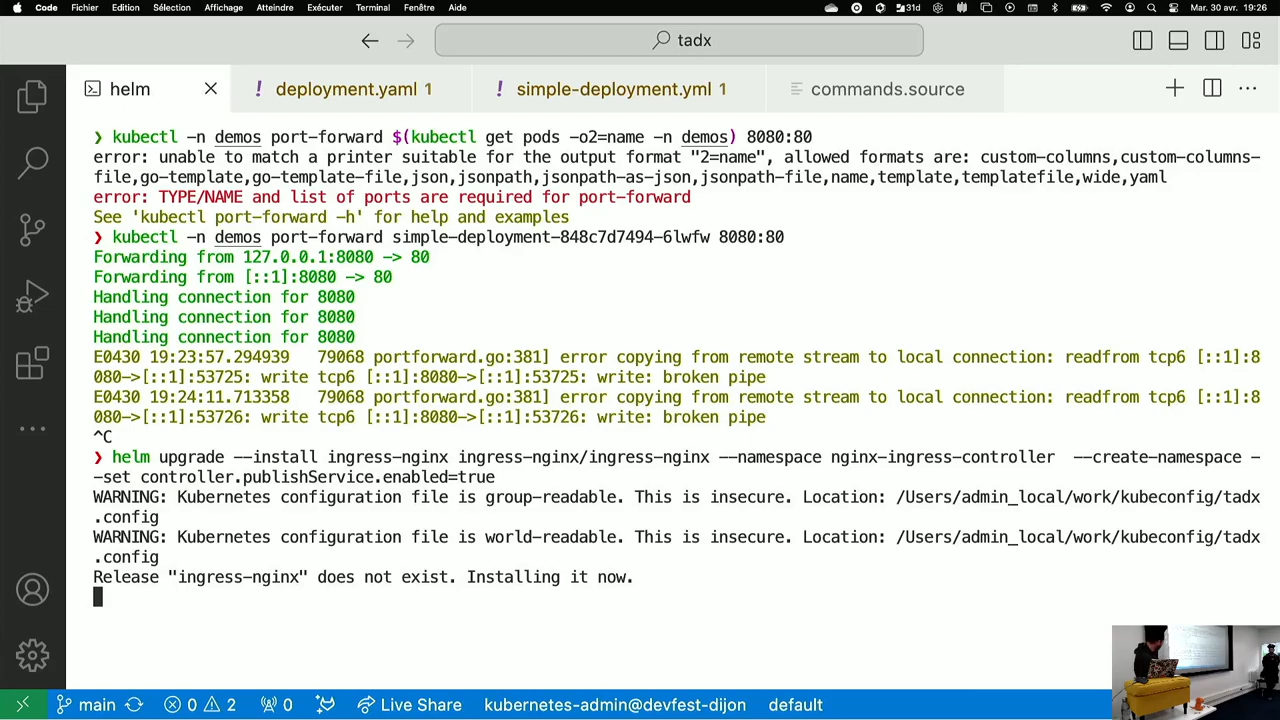 Code Fichier Edition Sélection Affichage Atteindre Exécuter Terminal Fenêtre Aide 31d Mar. 30 avr. 19:26
tadx
helm deployment.yaml 1 simple-deployment.yml 1 commands.source
❯ kubectl -n demos port-forward $(kubectl get pods -o2=name -n demos) 8080:80
error: unable to match a printer suitable for the output format "2=name", allowed formats are: custom-columns,custom-columns-
file,go-template,go-template-file,json,jsonpath,jsonpath-as-json,jsonpath-file,name,template,templatefile,wide,yaml
error: TYPE/NAME and list of ports are required for port-forward
See 'kubectl port-forward -h' for help and examples
❯ kubectl -n demos port-forward simple-deployment-848c7d7494-6lwfw 8080:80
Forwarding from 127.0.0.1:8080 -> 80
Forwarding from [::1]:8080 -> 80
Handling connection for 8080
Handling connection for 8080
Handling connection for 8080
E0430 19:23:57.294939   79068 portforward.go:381] error copying from remote stream to local connection: readfrom tcp6 [::1]:8
080->[::1]:53725: write tcp6 [::1]:8080->[::1]:53725: write: broken pipe
E0430 19:24:11.713358   79068 portforward.go:381] error copying from remote stream to local connection: readfrom tcp6 [::1]:8
080->[::1]:53726: write tcp6 [::1]:8080->[::1]:53726: write: broken pipe
^C
❯ helm upgrade --install ingress-nginx ingress-nginx/ingress-nginx --namespace nginx-ingress-controller  --create-namespace -
-set controller.publishService.enabled=true
WARNING: Kubernetes configuration file is group-readable. This is insecure. Location: /Users/admin_local/work/kubeconfig/tadx
.config
WARNING: Kubernetes configuration file is world-readable. This is insecure. Location: /Users/admin_local/work/kubeconfig/tadx
.config
Release "ingress-nginx" does not exist. Installing it now.
main 0 2 0 Live Share kubernetes-admin@devfest-dijon default